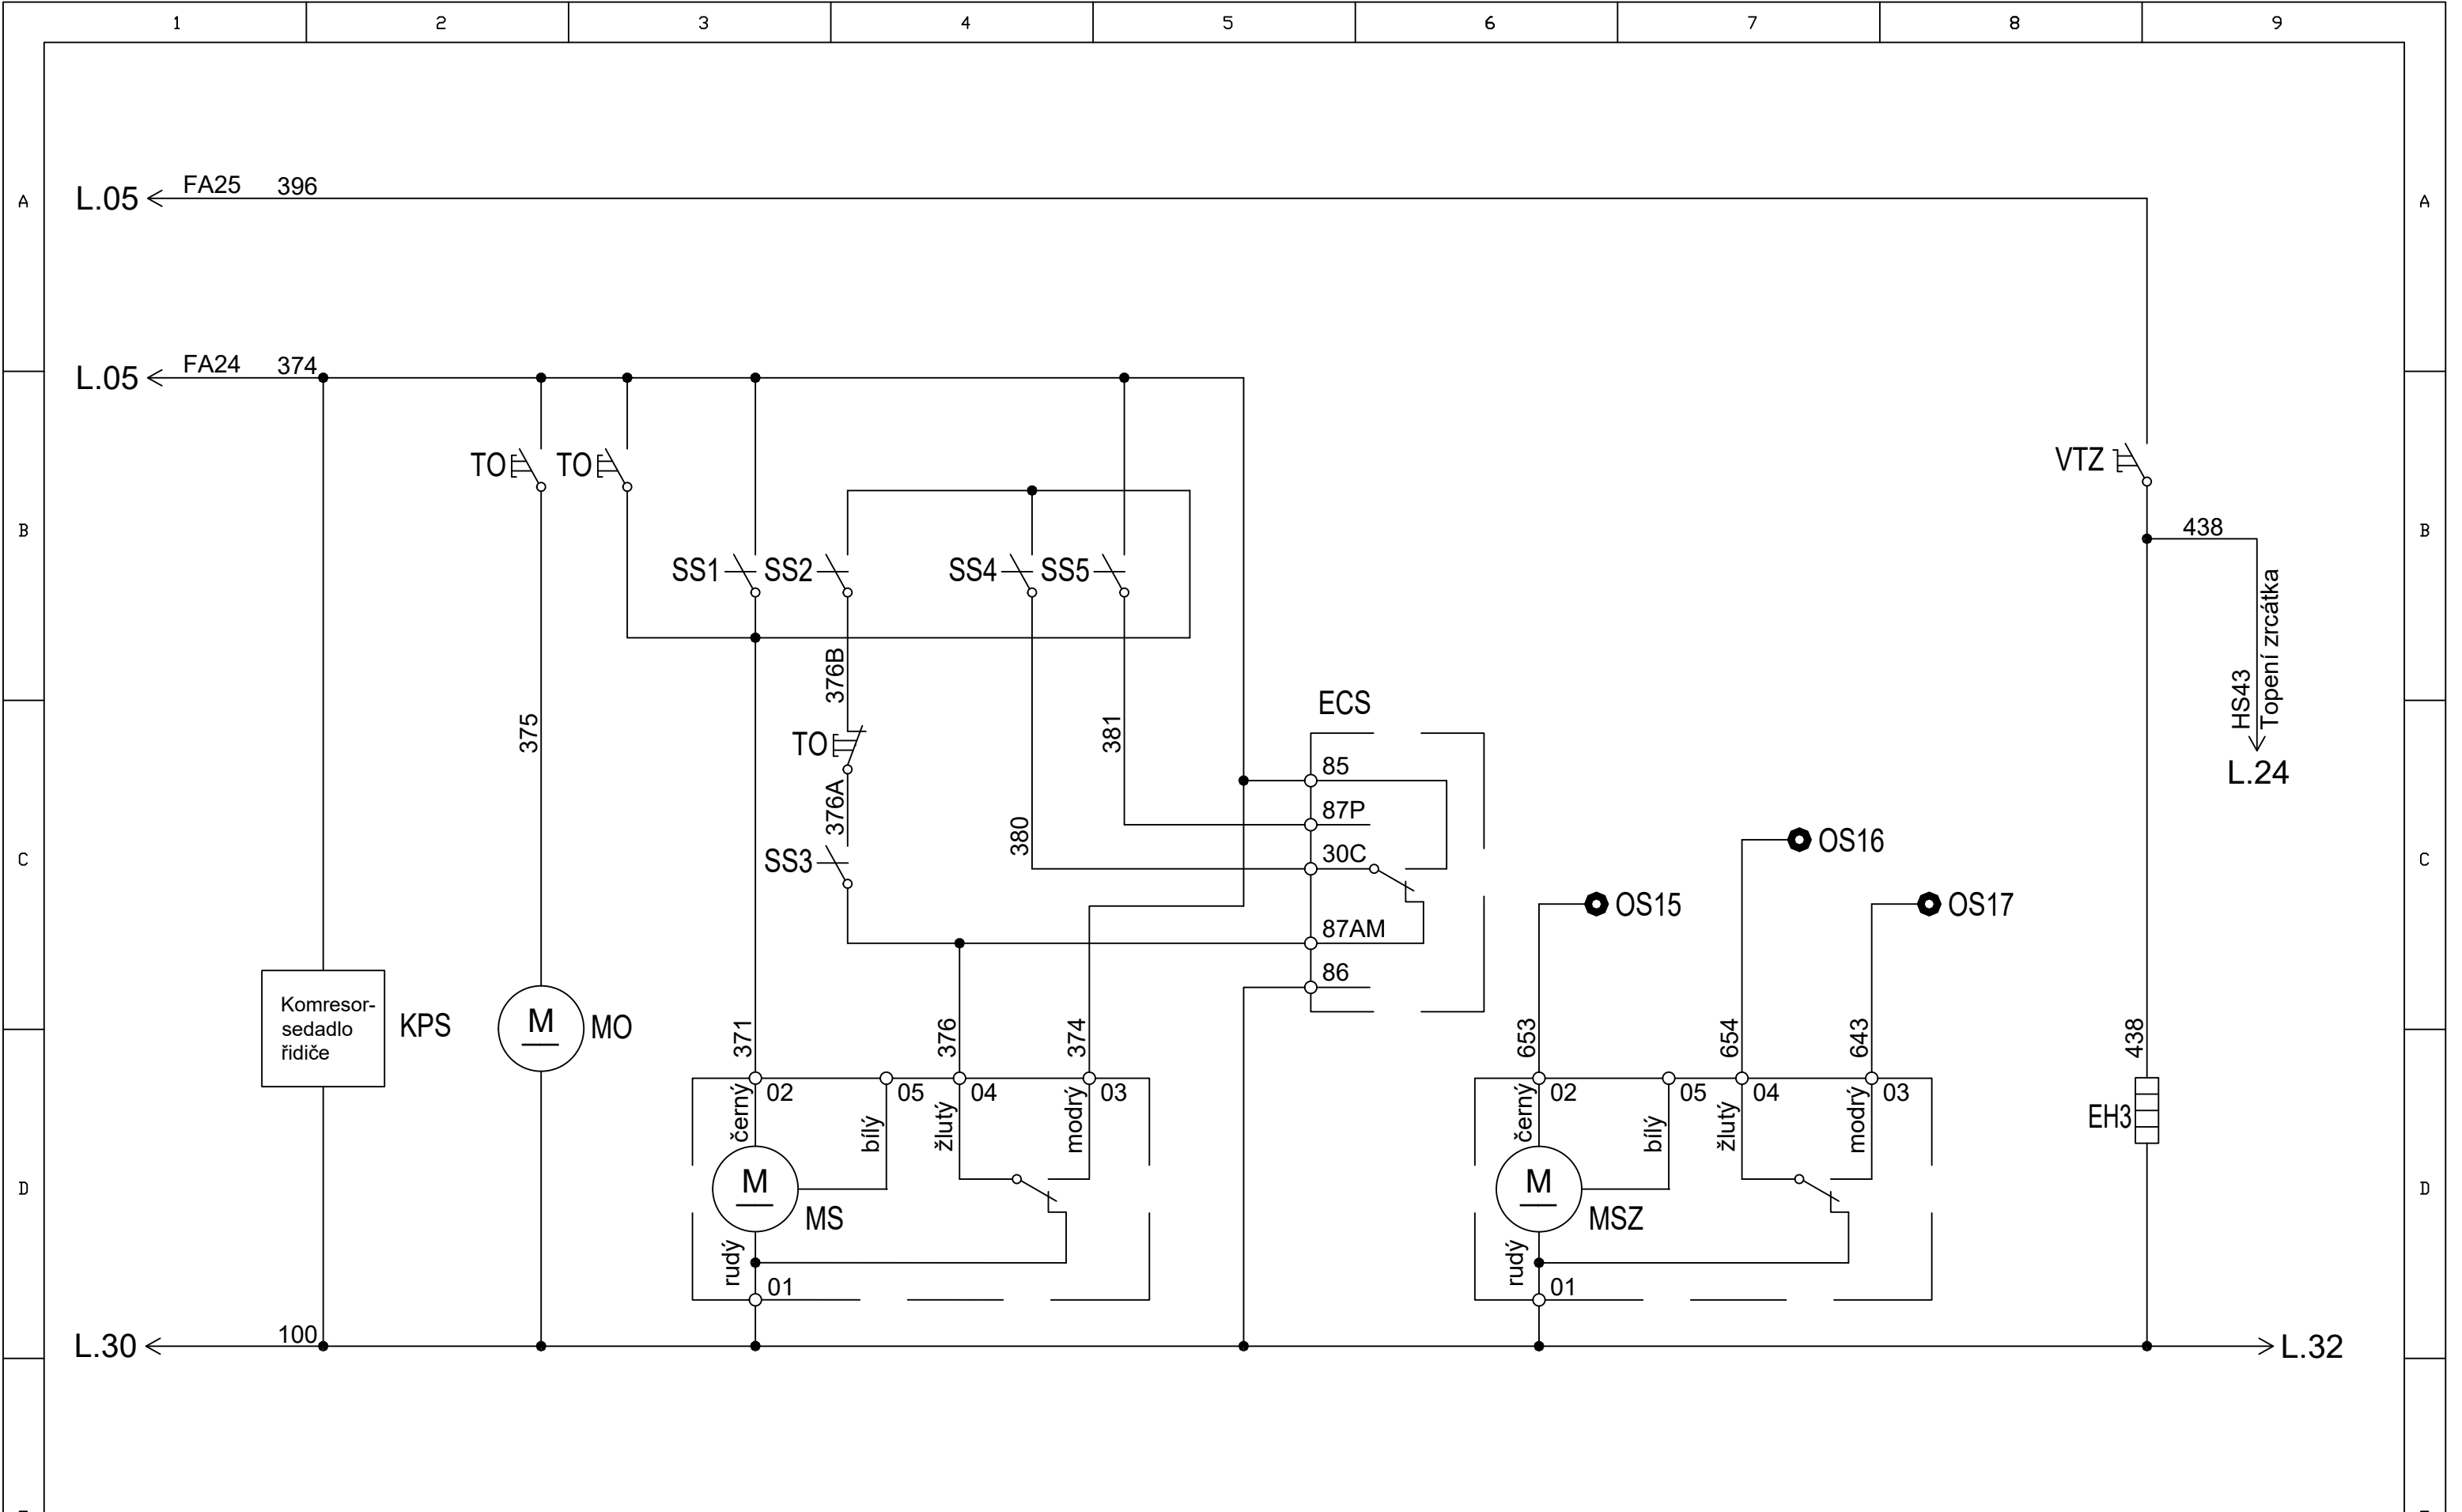 1 2 3 4 5 6 7 8 9
A A
L.05 FA25 396
L.05 FA24 374
TO TO
VTZ
B B
438
SS1 SS2 SS4 SS5
HS43
Topení zrcátka
L.24
376B
375
TO
381
376A
380
SS3
ECS
85
87P
30C
87AM
86
C C
OS16
OS15 OS17
Komresor-
sedadlo
řidiče
KPS
M
MO
371 376 374
653 654 643
438
02 05 04 03
černý bílý žlutý modrý
M
MS
rudý
01
02 05 04 03
černý bílý žlutý modrý
M
MSZ
rudý
01
EH3
D D
L.30 100 L.32